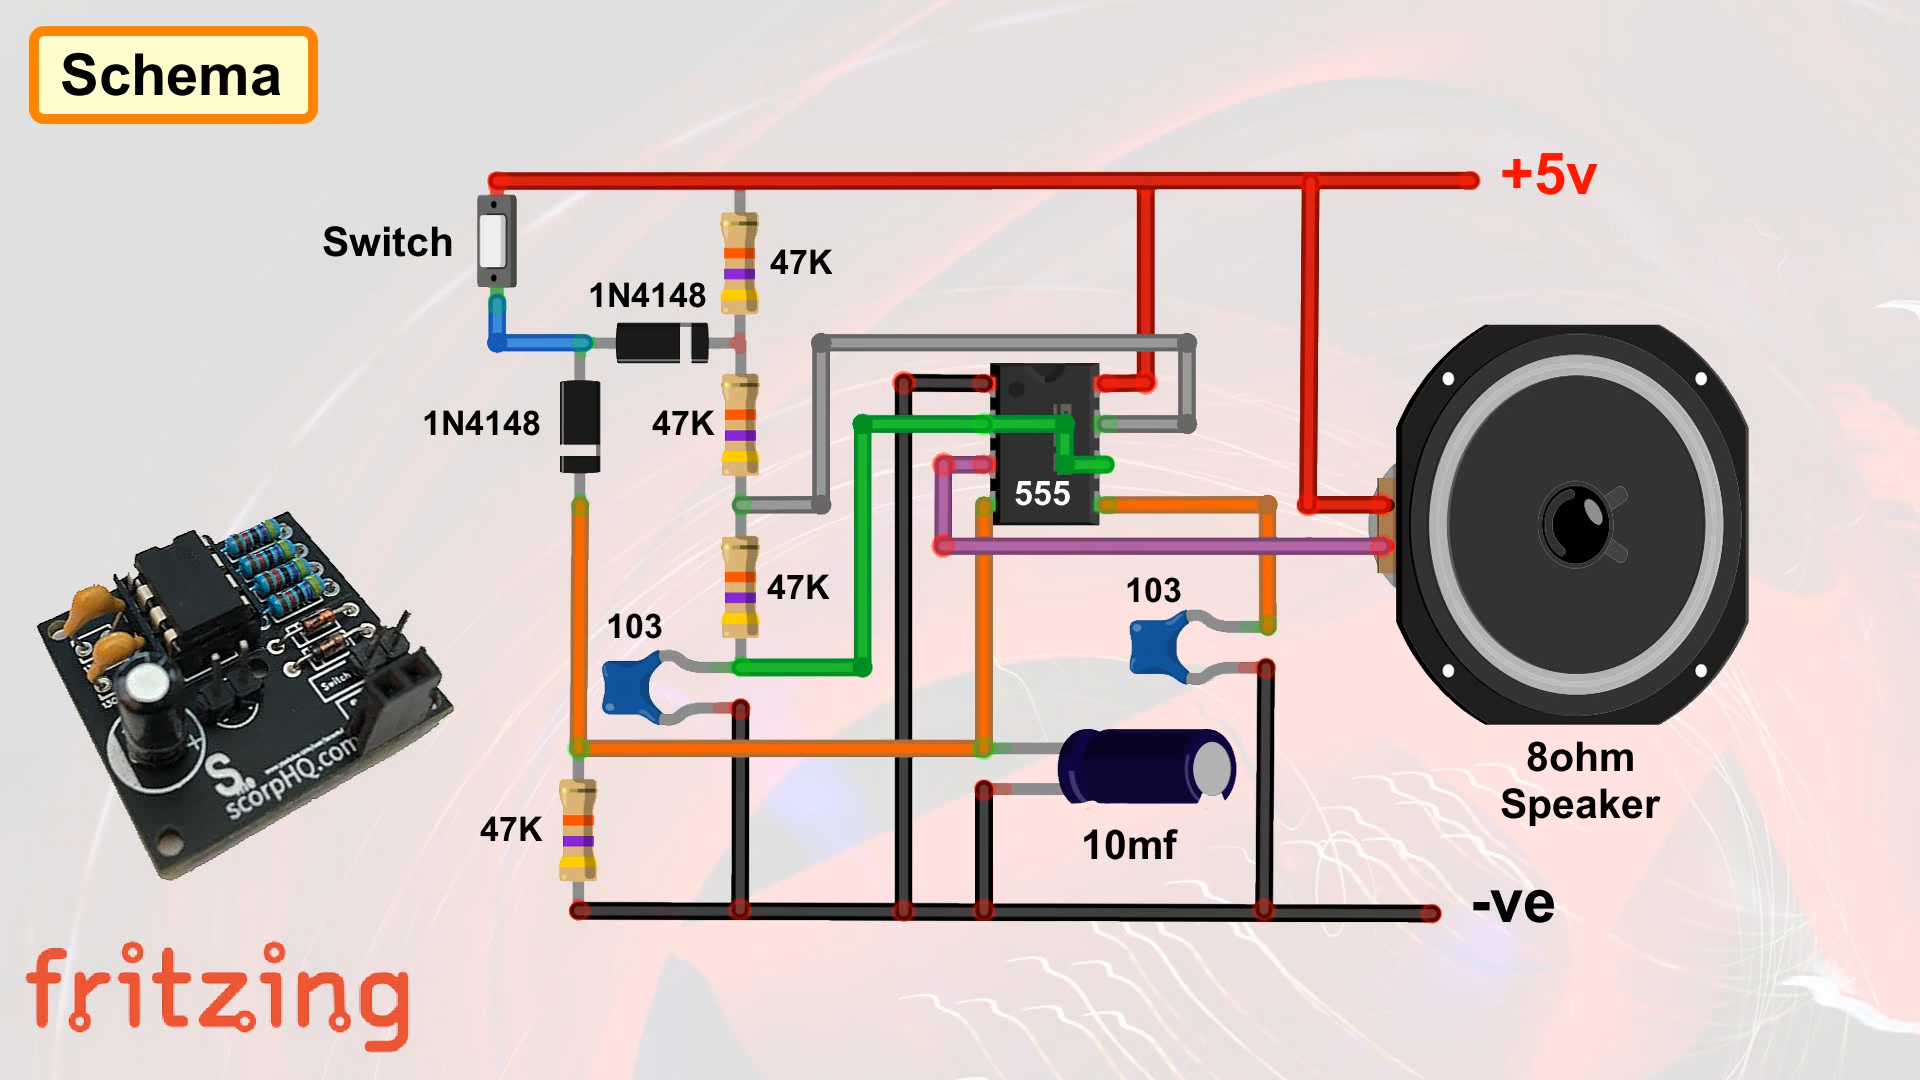 Schema
+5v
Switch
47K
1N4148
1N4148
47K
555
47K
103
103
Switch
scorpHQ.com
47K
10mf
8ohm
Speaker
-ve
fritzing